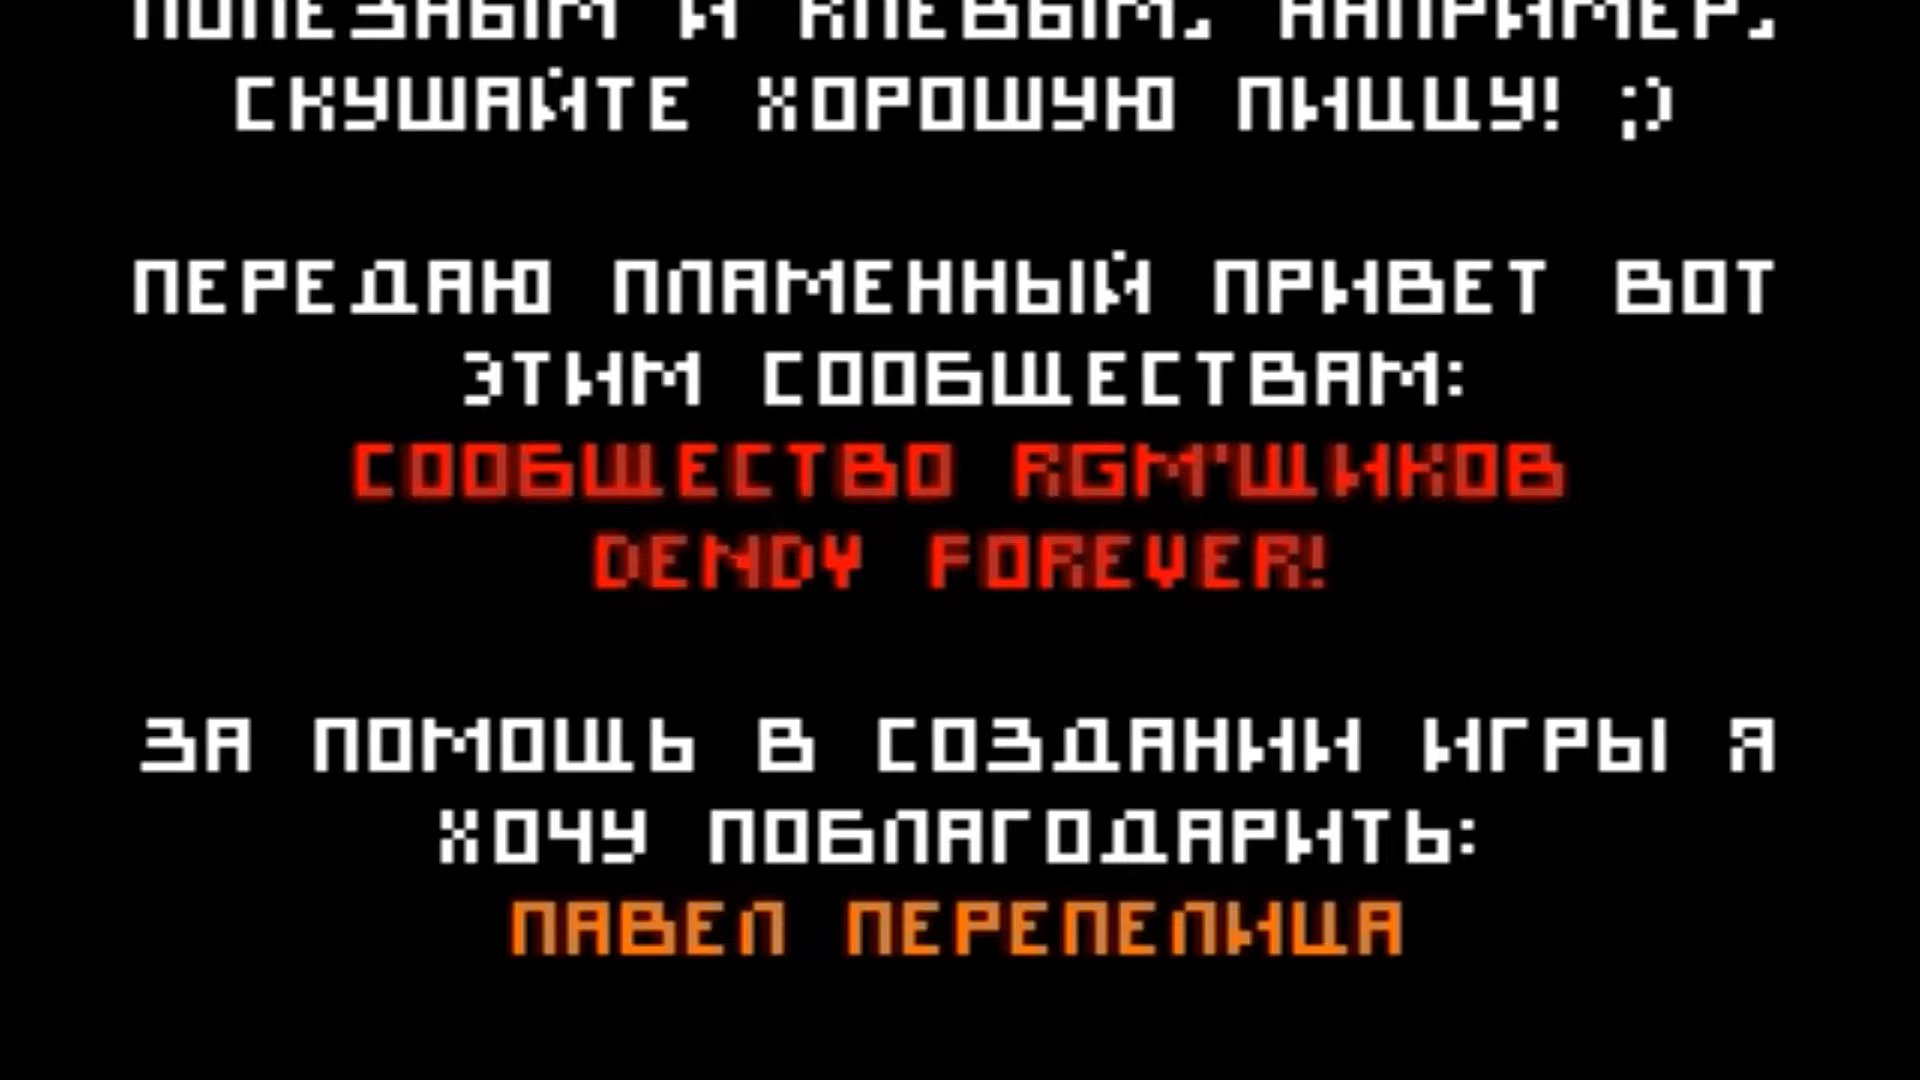 ПОЛЕЗНЫМ И КЛЕВЫМ. НАПРИМЕР,
СКУШАЙТЕ ХОРОШУЮ ПИЦЦУ! ;)
ПЕРЕДАЮ ПЛАМЕННЫЙ ПРИВЕТ ВОТ
ЭТИМ СООБЩЕСТВАМ:
СООБЩЕСТВО RGM'ЩИКОВ
DENDY FOREVER!
ЗА ПОМОЩЬ В СОЗДАНИИ ИГРЫ Я
ХОЧУ ПОБЛАГОДАРИТЬ:
ПАВЕЛ ПЕРЕПЕЛИЦА